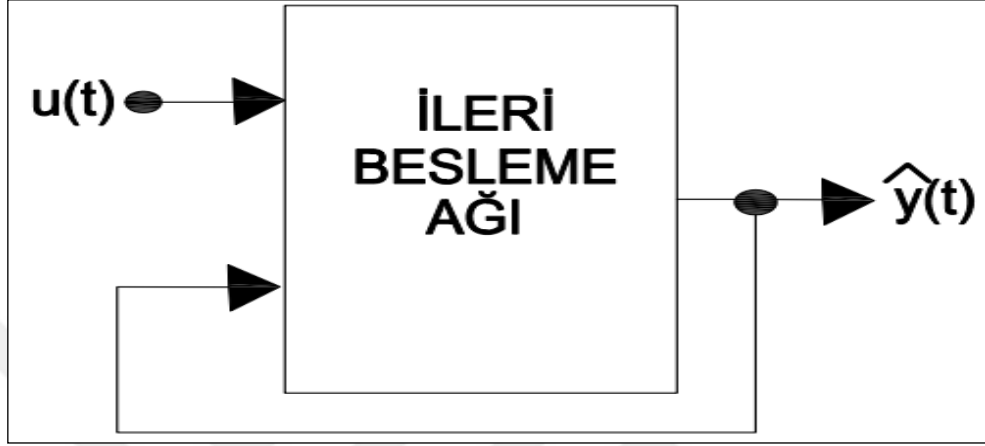 u(t)
İLERİ
BESLEME
AĞI
ŷ(t)